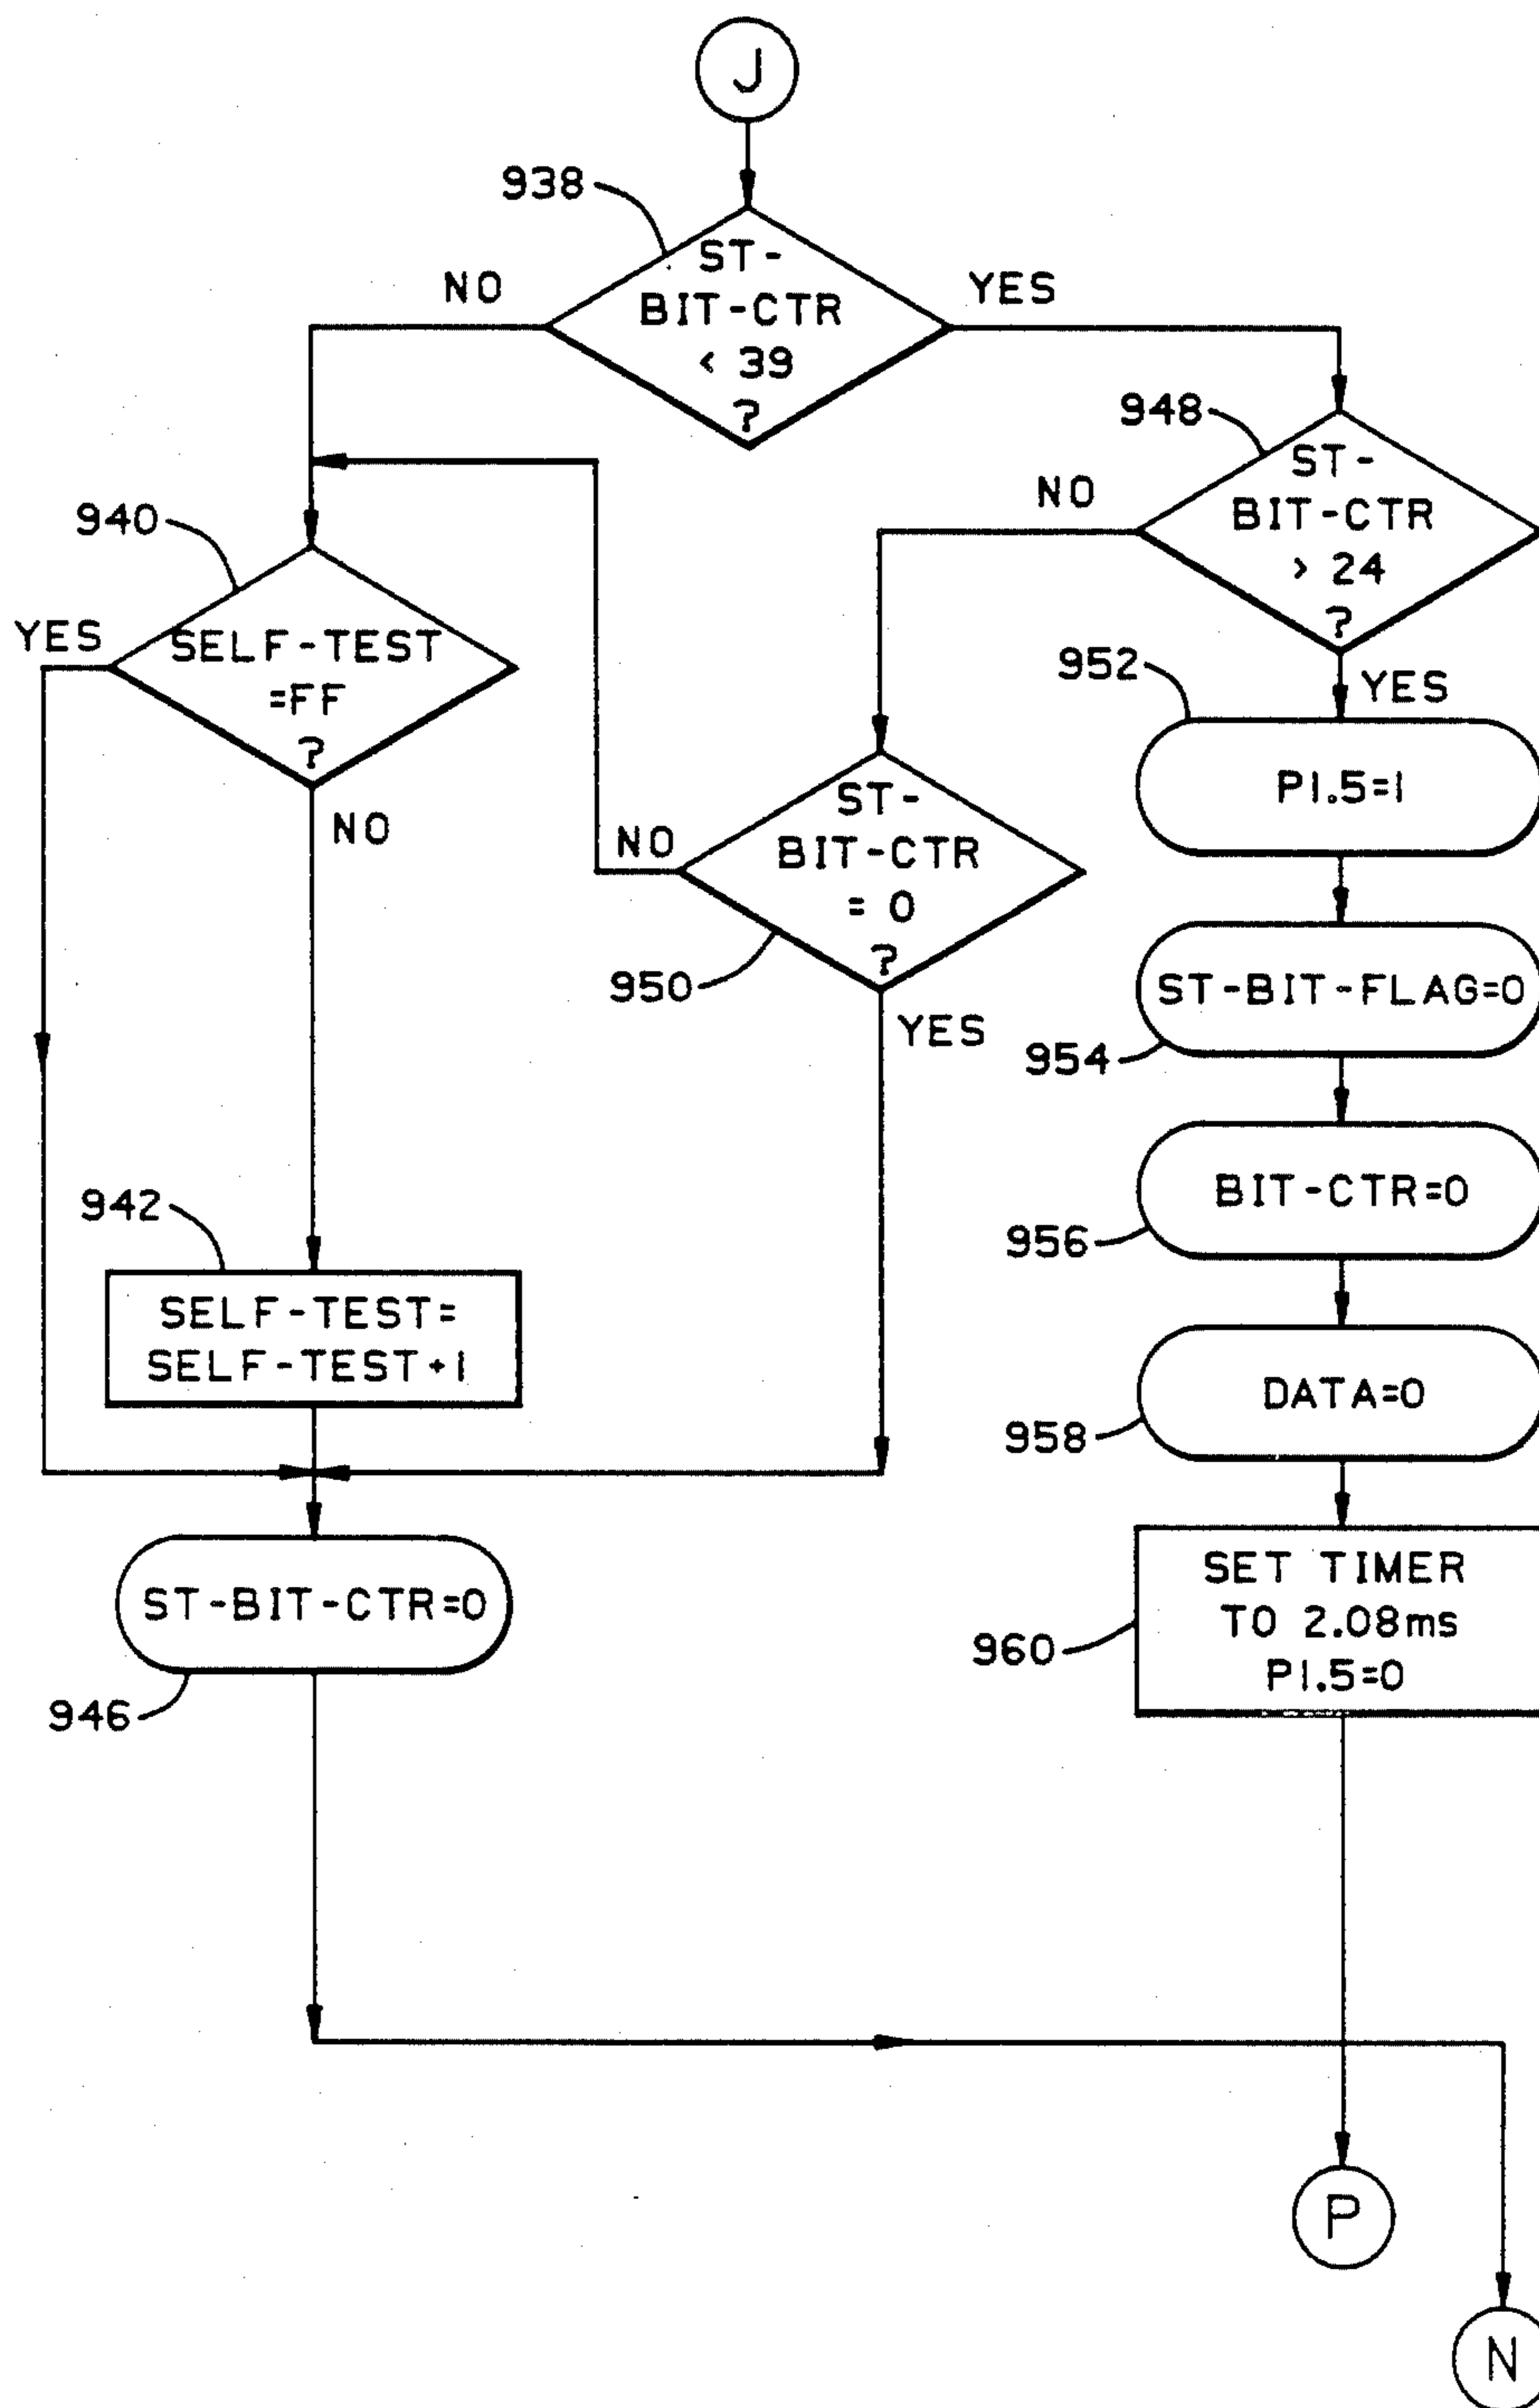 J
938
ST-
BIT-CTR
< 39
?
NO
YES
948
ST-
BIT-CTR
> 24
?
NO
YES
940
SELF-TEST
=FF
?
YES
NO
952
P1.5=1
ST-
BIT-CTR
= 0
?
NO
YES
950
ST-BIT-FLAG=0
954
BIT-CTR=0
956
942
SELF-TEST=
SELF-TEST+1
DATA=0
958
ST-BIT-CTR=0
946
SET TIMER
TO 2.08ms
P1.5=0
960
P
N